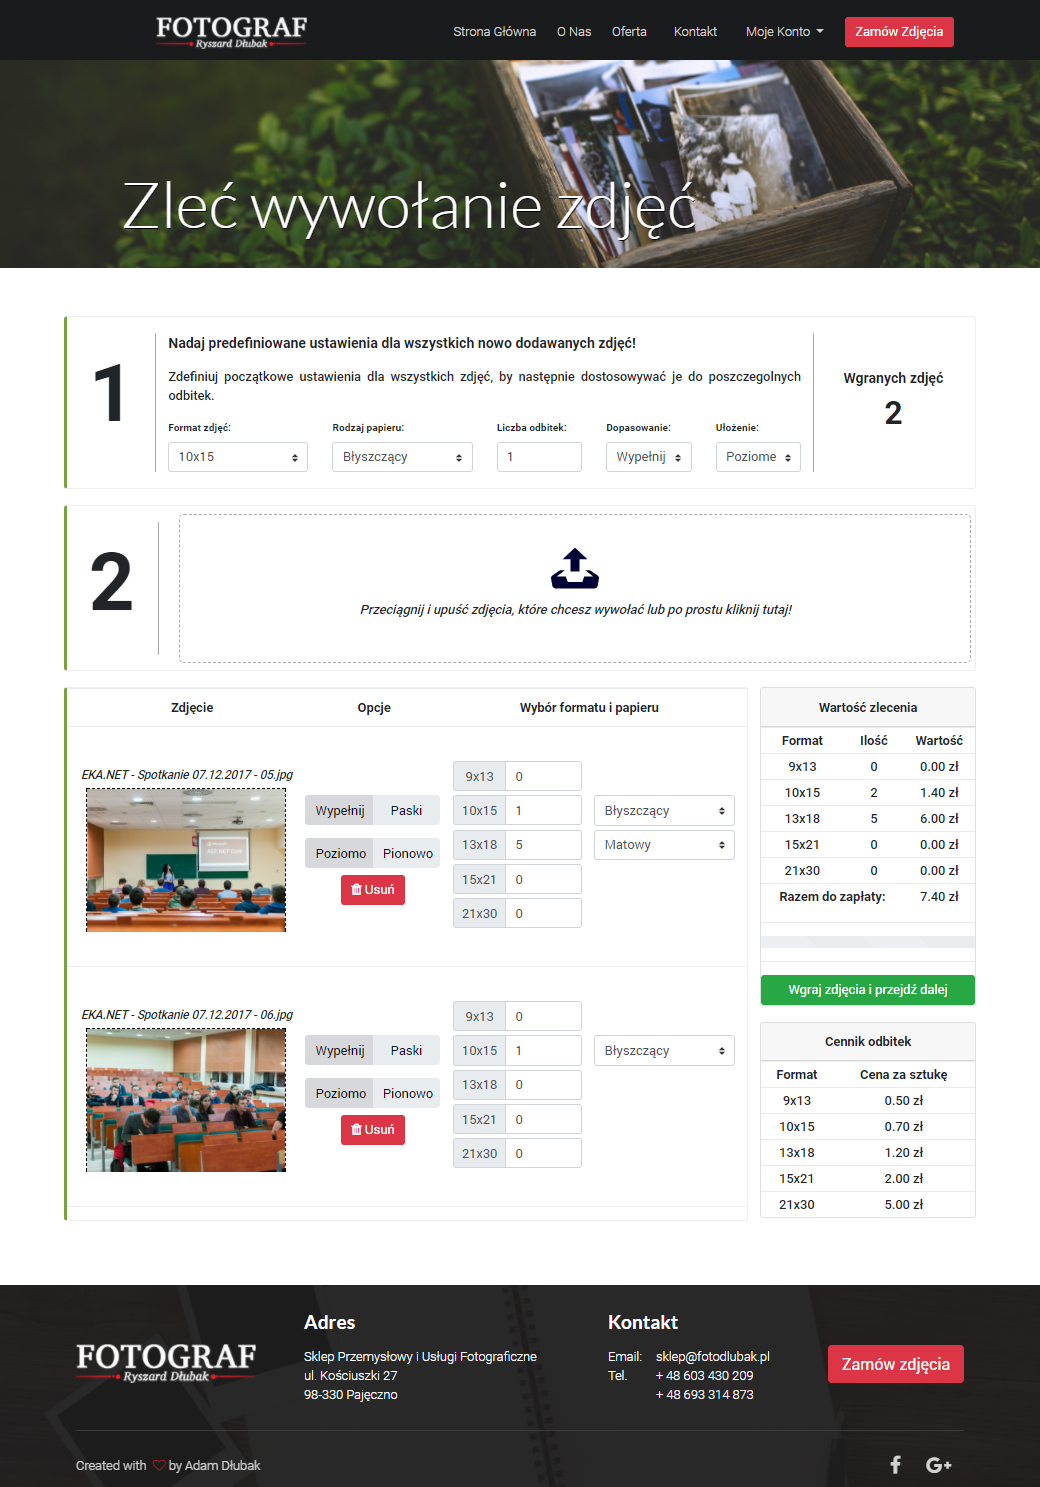 FOTOGRAF
Ryszard Dłubak
Strona Główna O Nas Oferta Kontakt Moje Konto Zamów Zdjęcia
Zleć wywołanie zdjęć
1
Nadaj predefiniowane ustawienia dla wszystkich nowo dodawanych zdjęć!
Zdefiniuj początkowe ustawienia dla wszystkich zdjęć, by następnie dostosowywać je do poszczegolnych
odbitek.
Format zdjęć: Rodzaj papieru: Liczba odbitek: Dopasowanie: Ułożenie:
10x15 Błyszczący 1 Wypełnij Poziome
Wgranych zdjęć
2
2
Przeciągnij i upuść zdjęcia, które chcesz wywołać lub po prostu kliknij tutaj!
Zdjęcie Opcje Wybór formatu i papieru
EKA.NET - Spotkanie 07.12.2017 - 05.jpg
Wypełnij Paski
Poziomo Pionowo
Usuń
9x13 0
10x15 1 Błyszczący
13x18 5 Matowy
15x21 0
21x30 0
EKA.NET - Spotkanie 07.12.2017 - 06.jpg
Wypełnij Paski
Poziomo Pionowo
Usuń
9x13 0
10x15 1 Błyszczący
13x18 0
15x21 0
21x30 0
Wartość zlecenia
Format Ilość Wartość
9x13 0 0.00 zł
10x15 2 1.40 zł
13x18 5 6.00 zł
15x21 0 0.00 zł
21x30 0 0.00 zł
Razem do zapłaty: 7.40 zł
Wgraj zdjęcia i przejdź dalej
Cennik odbitek
Format Cena za sztukę
9x13 0.50 zł
10x15 0.70 zł
13x18 1.20 zł
15x21 2.00 zł
21x30 5.00 zł
FOTOGRAF
Ryszard Dłubak
Adres
Sklep Przemysłowy i Usługi Fotograficzne
ul. Kościuszki 27
98-330 Pajęczno
Kontakt
Email: sklep@fotodlubak.pl
Tel. + 48 603 430 209
+ 48 693 314 873
Zamów zdjęcia
Created with by Adam Dłubak
f G+